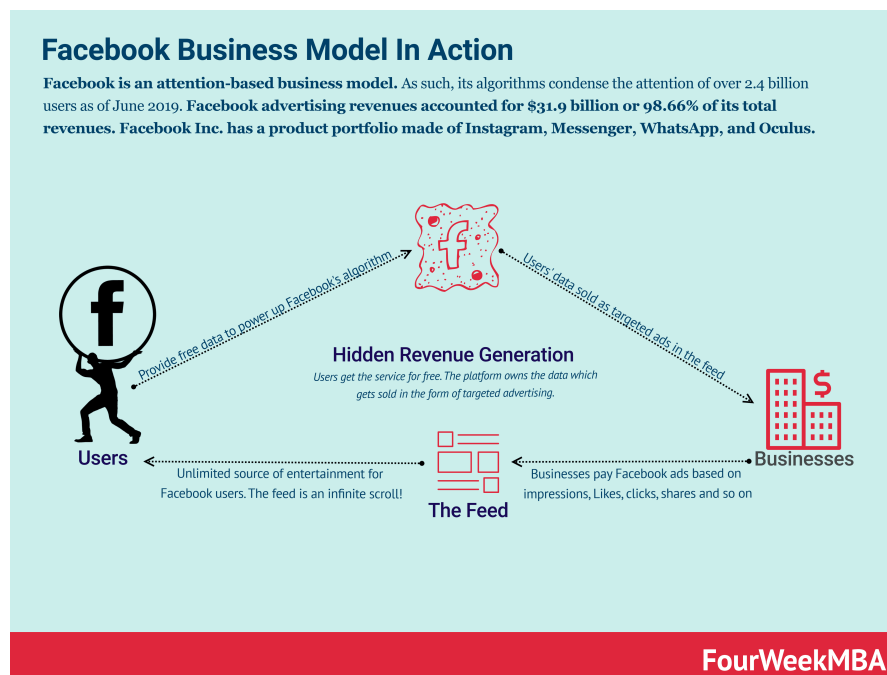 Facebook Business Model In Action
Facebook is an attention-based business model. As such, its algorithms condense the attention of over 2.4 billion
users as of June 2019. Facebook advertising revenues accounted for $31.9 billion or 98.66% of its total
revenues. Facebook Inc. has a product portfolio made of Instagram, Messenger, WhatsApp, and Oculus.
f
f
Provide free data to power up Facebook's algorithm
Users' data sold as targeted ads in the feed
Hidden Revenue Generation
Users get the service for free. The platform owns the data which
gets sold in the form of targeted advertising.
$
Users
Businesses
Unlimited source of entertainment for
Facebook users. The feed is an infinite scroll!
Businesses pay Facebook ads based on
impressions, Likes, clicks, shares and so on
The Feed
FourWeekMBA